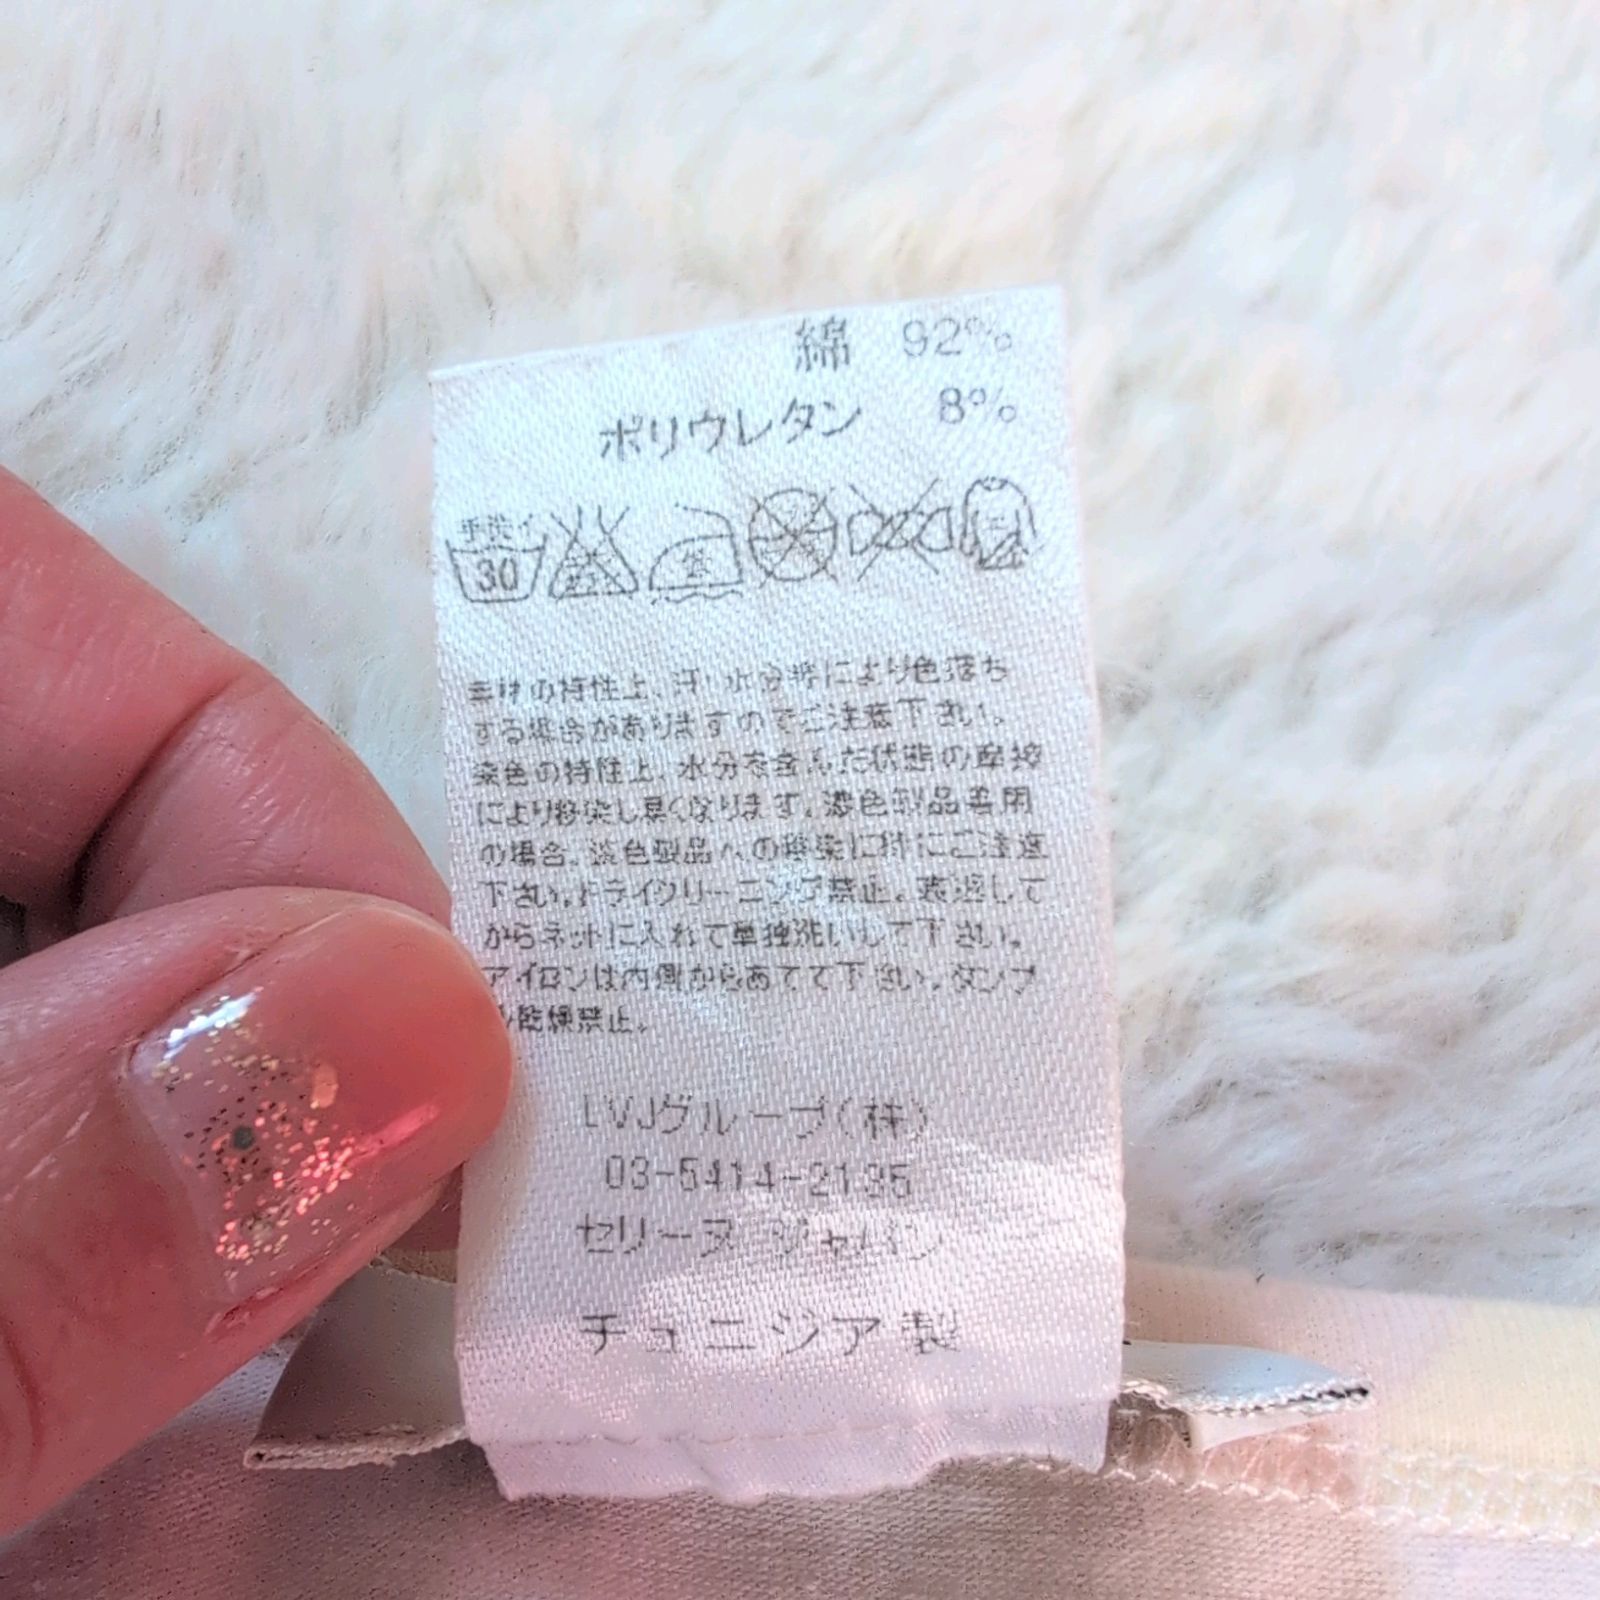 綿 92%
ポリウレタン 8%
手洗イ
30
素材の特性上、汗、水分等により色落ち
する場合がありますのでご注意下さい。
染色の特性上、水分を含んだ状態の摩擦
により移染し易くなります。濃色製品着用
の場合、淡色製品への移染に特にご注意
下さい。ドライクリーニング禁止。裏返して
からネットに入れて単独洗いして下さい。
アイロンは内側からあてて下さい。タンブ
乾燥禁止。
LVJグループ(株)
03-5414-2135
セリーヌ ジャパン
チュニジア製